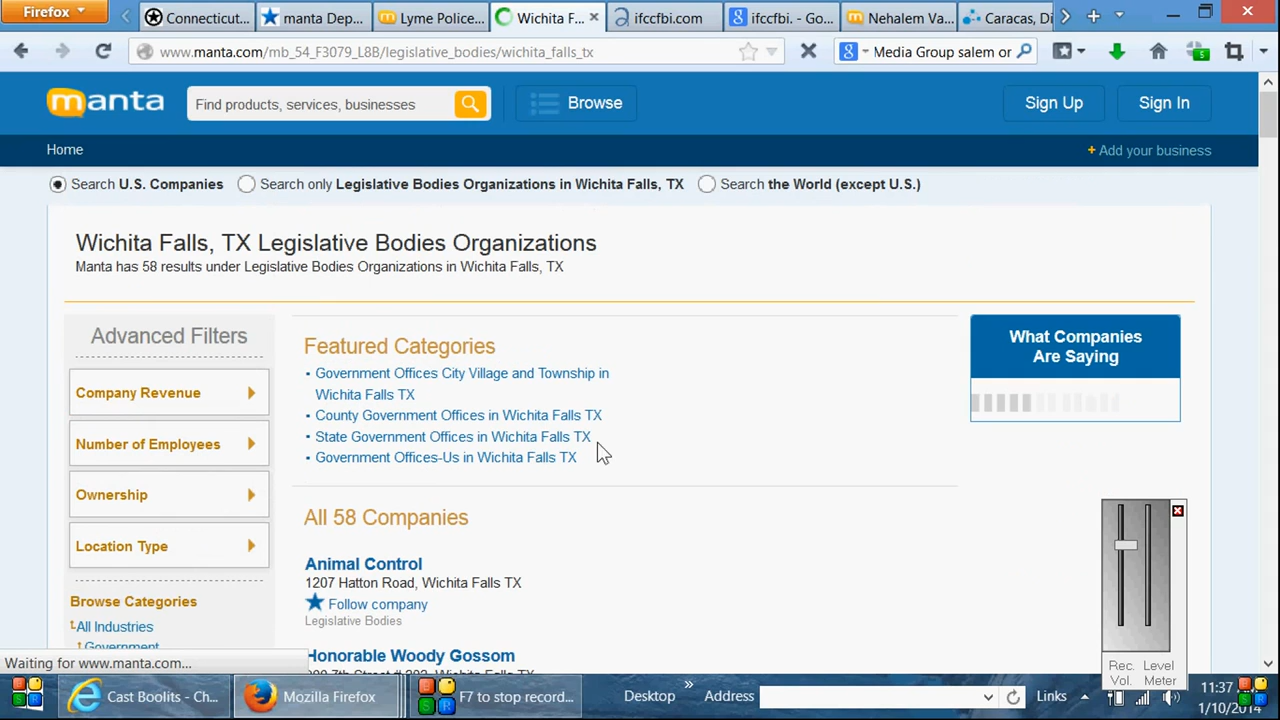 Firefox
Connecticut...
manta Dep...
Lyme Police...
Wichita F...
ifccfbi.com
ifccfbi. - Go...
Nehalem Va...
Caracas, Di
www.manta.com/mb_54_F3079_L8B/legislative_bodies/wichita_falls_tx
Media Group salem or
manta
Find products, services, businesses
Browse
Sign Up
Sign In
Home
+ Add your business
Search U.S. Companies
Search only Legislative Bodies Organizations in Wichita Falls, TX
Search the World (except U.S.)
Wichita Falls, TX Legislative Bodies Organizations
Manta has 58 results under Legislative Bodies Organizations in Wichita Falls, TX
Advanced Filters
Company Revenue
Number of Employees
Ownership
Location Type
Browse Categories
All Industries
Government
Featured Categories
Government Offices City Village and Township in
Wichita Falls TX
County Government Offices in Wichita Falls TX
State Government Offices in Wichita Falls TX
Government Offices-Us in Wichita Falls TX
All 58 Companies
Animal Control
1207 Hatton Road, Wichita Falls TX
Follow company
Legislative Bodies
Honorable Woody Gossom
7th Street # 202, Wichita Falls TX
What Companies
Are Saying
Rec. Level
Vol. Meter
Waiting for www.manta.com...
Cast Boolits - Ch...
Mozilla Firefox
F7 to stop record...
Desktop
Address
Links
11:37 AM
1/10/2014